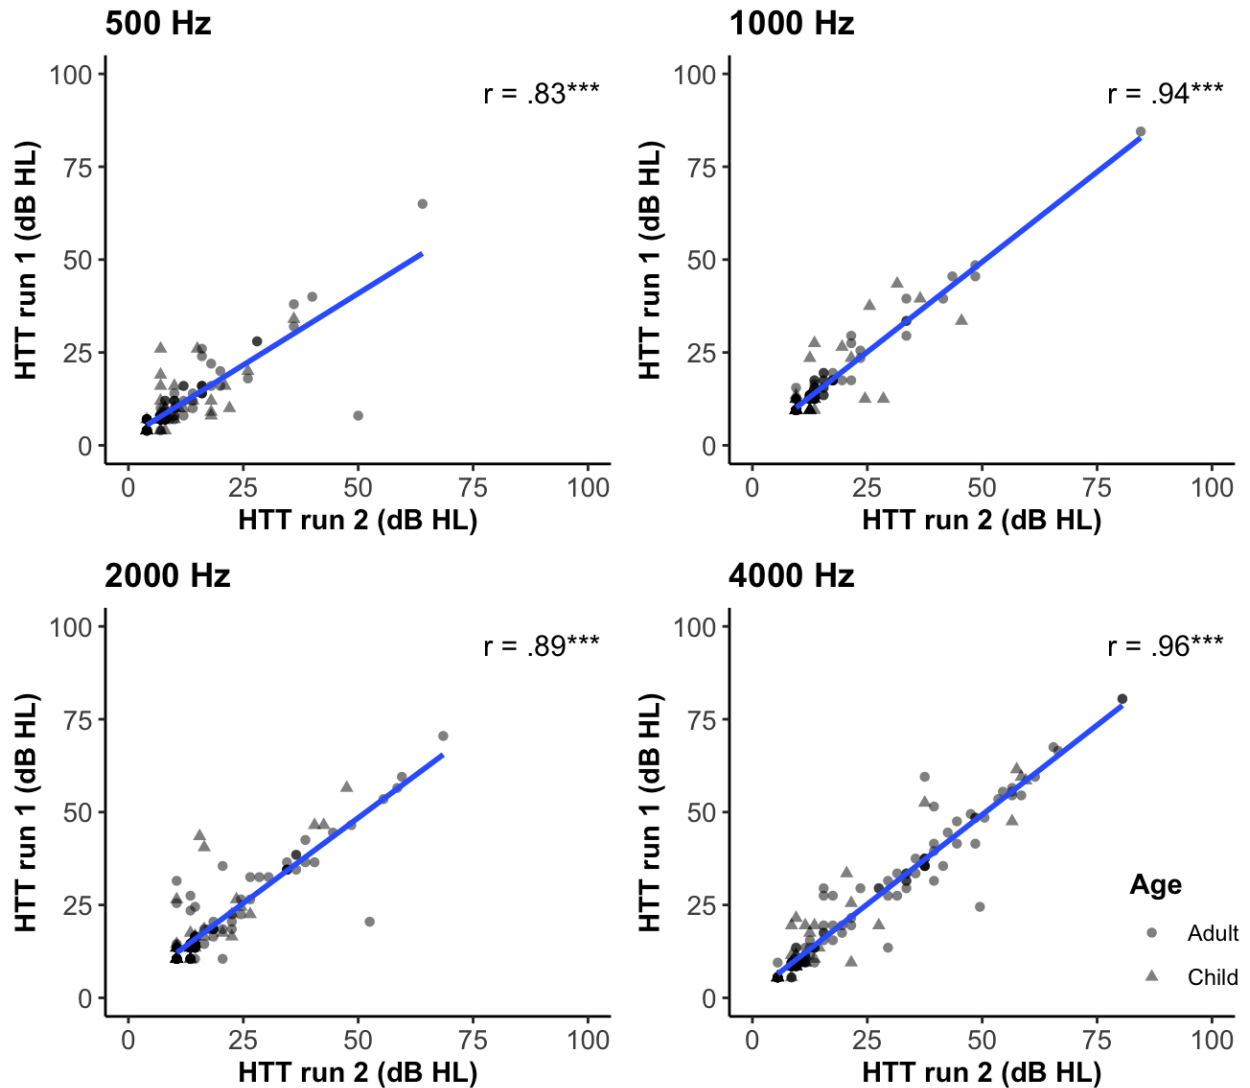 500 Hz
r = .83***
100
75
50
25
0
HTT run 1 (dB HL)
0 25 50 75 100
HTT run 2 (dB HL)
1000 Hz
r = .94***
100
75
50
25
0
HTT run 1 (dB HL)
0 25 50 75 100
HTT run 2 (dB HL)
2000 Hz
r = .89***
100
75
50
25
0
HTT run 1 (dB HL)
0 25 50 75 100
HTT run 2 (dB HL)
4000 Hz
r = .96***
100
75
50
25
0
HTT run 1 (dB HL)
Age
Adult
Child
0 25 50 75 100
HTT run 2 (dB HL)